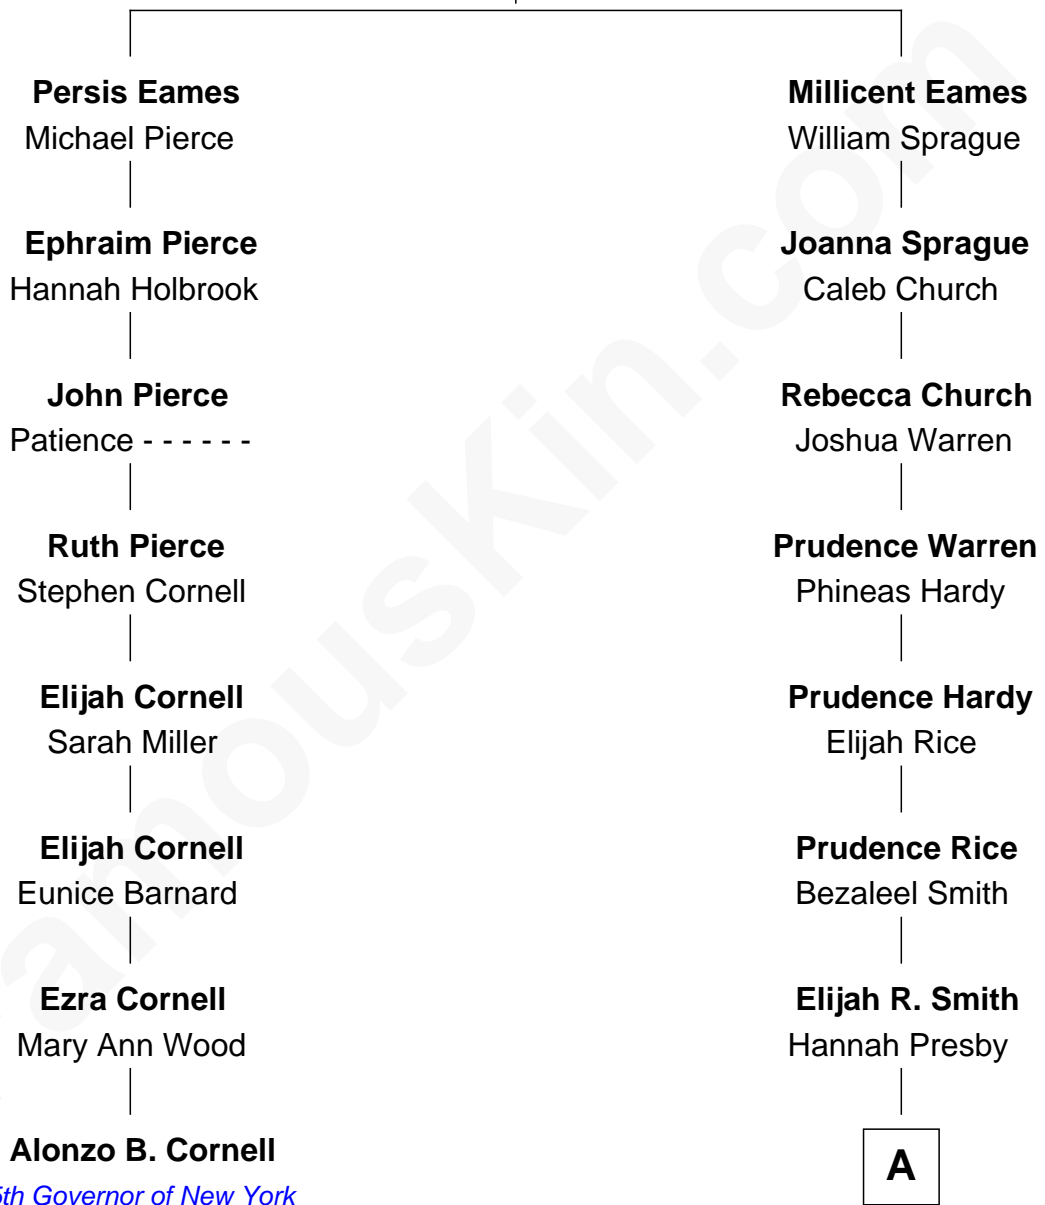 Persis Eames
Michael Pierce
Ephraim Pierce
Hannah Holbrook
John Pierce
Patience - - - - - -
Ruth Pierce
Stephen Cornell
Elijah Cornell
Sarah Miller
Elijah Cornell
Eunice Barnard
Ezra Cornell
Mary Ann Wood
Alonzo B. Cornell
5th Governor of New York
Millicent Eames
William Sprague
Joanna Sprague
Caleb Church
Rebecca Church
Joshua Warren
Prudence Warren
Phineas Hardy
Prudence Hardy
Elijah Rice
Prudence Rice
Bezaleel Smith
Elijah R. Smith
Hannah Presby
A
amouskin.com